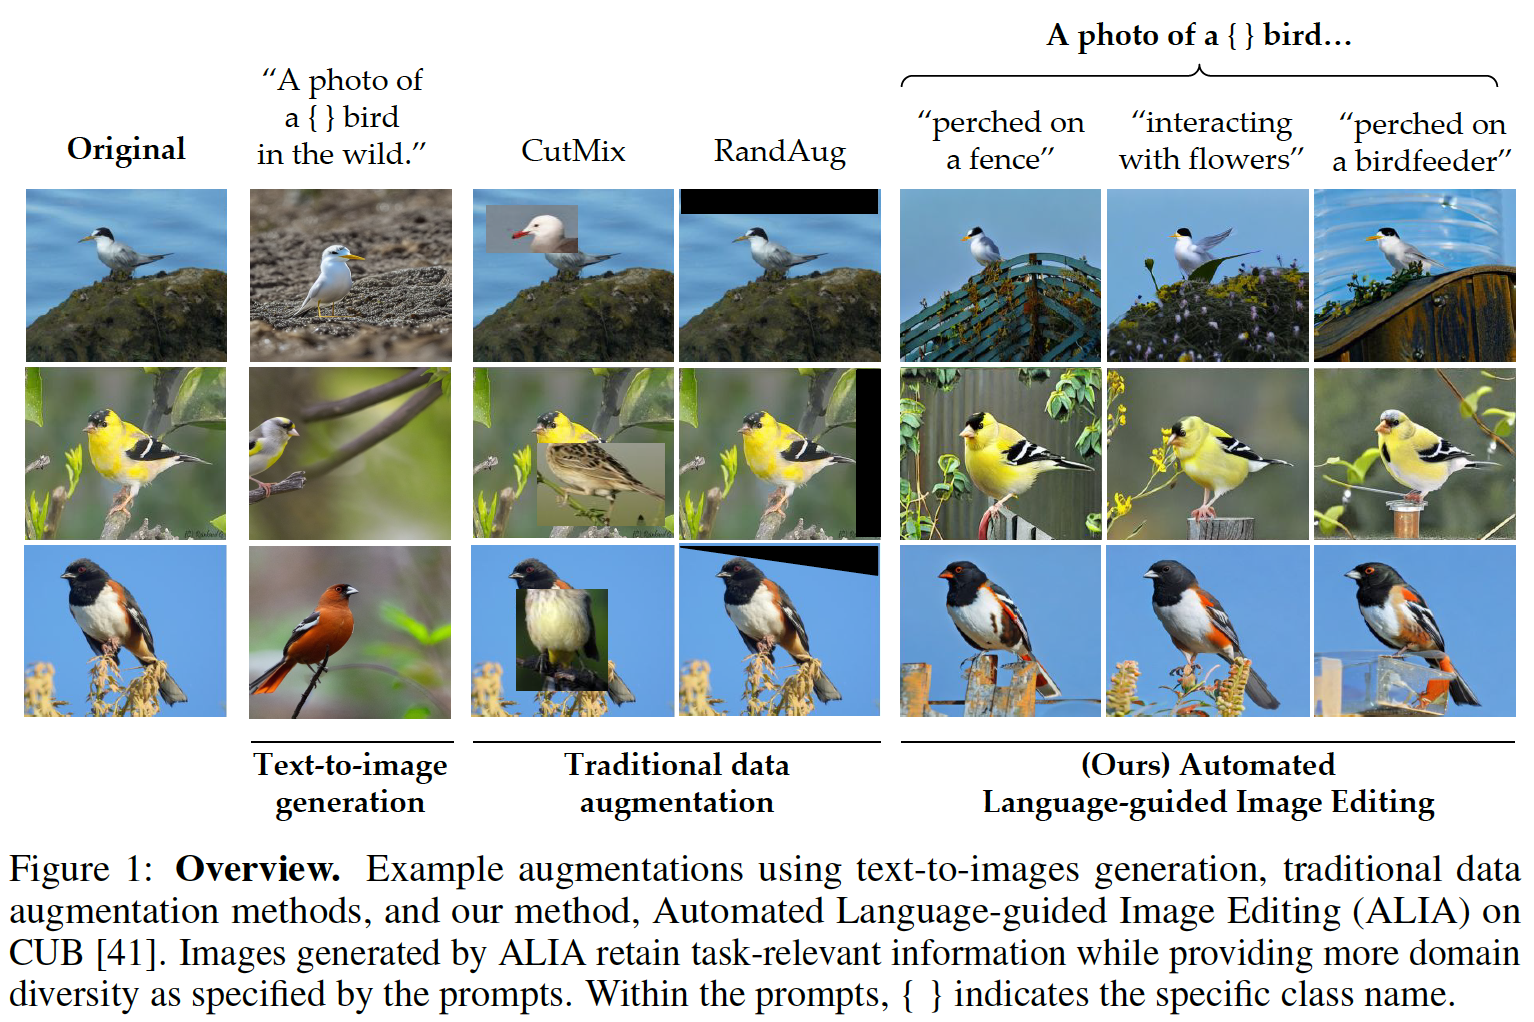 A photo of a { } bird…
“A photo of
a { } bird
in the wild.”
Original
CutMix
RandAug
“perched on
a fence”
“interacting
with flowers”
“perched on
a birdfeeder”
Text-to-image
generation
Traditional data
augmentation
(Ours) Automated
Language-guided Image Editing
Figure 1: Overview. Example augmentations using text-to-images generation, traditional data
augmentation methods, and our method, Automated Language-guided Image Editing (ALIA) on
CUB [41]. Images generated by ALIA retain task-relevant information while providing more domain
diversity as specified by the prompts. Within the prompts, { } indicates the specific class name.